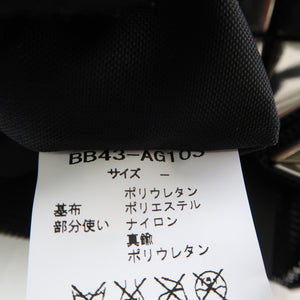 BB43-AG105
サイズ －
ポリウレタン
基布 ポリエステル
部分使い ナイロン
真鍮
ポリウレタン